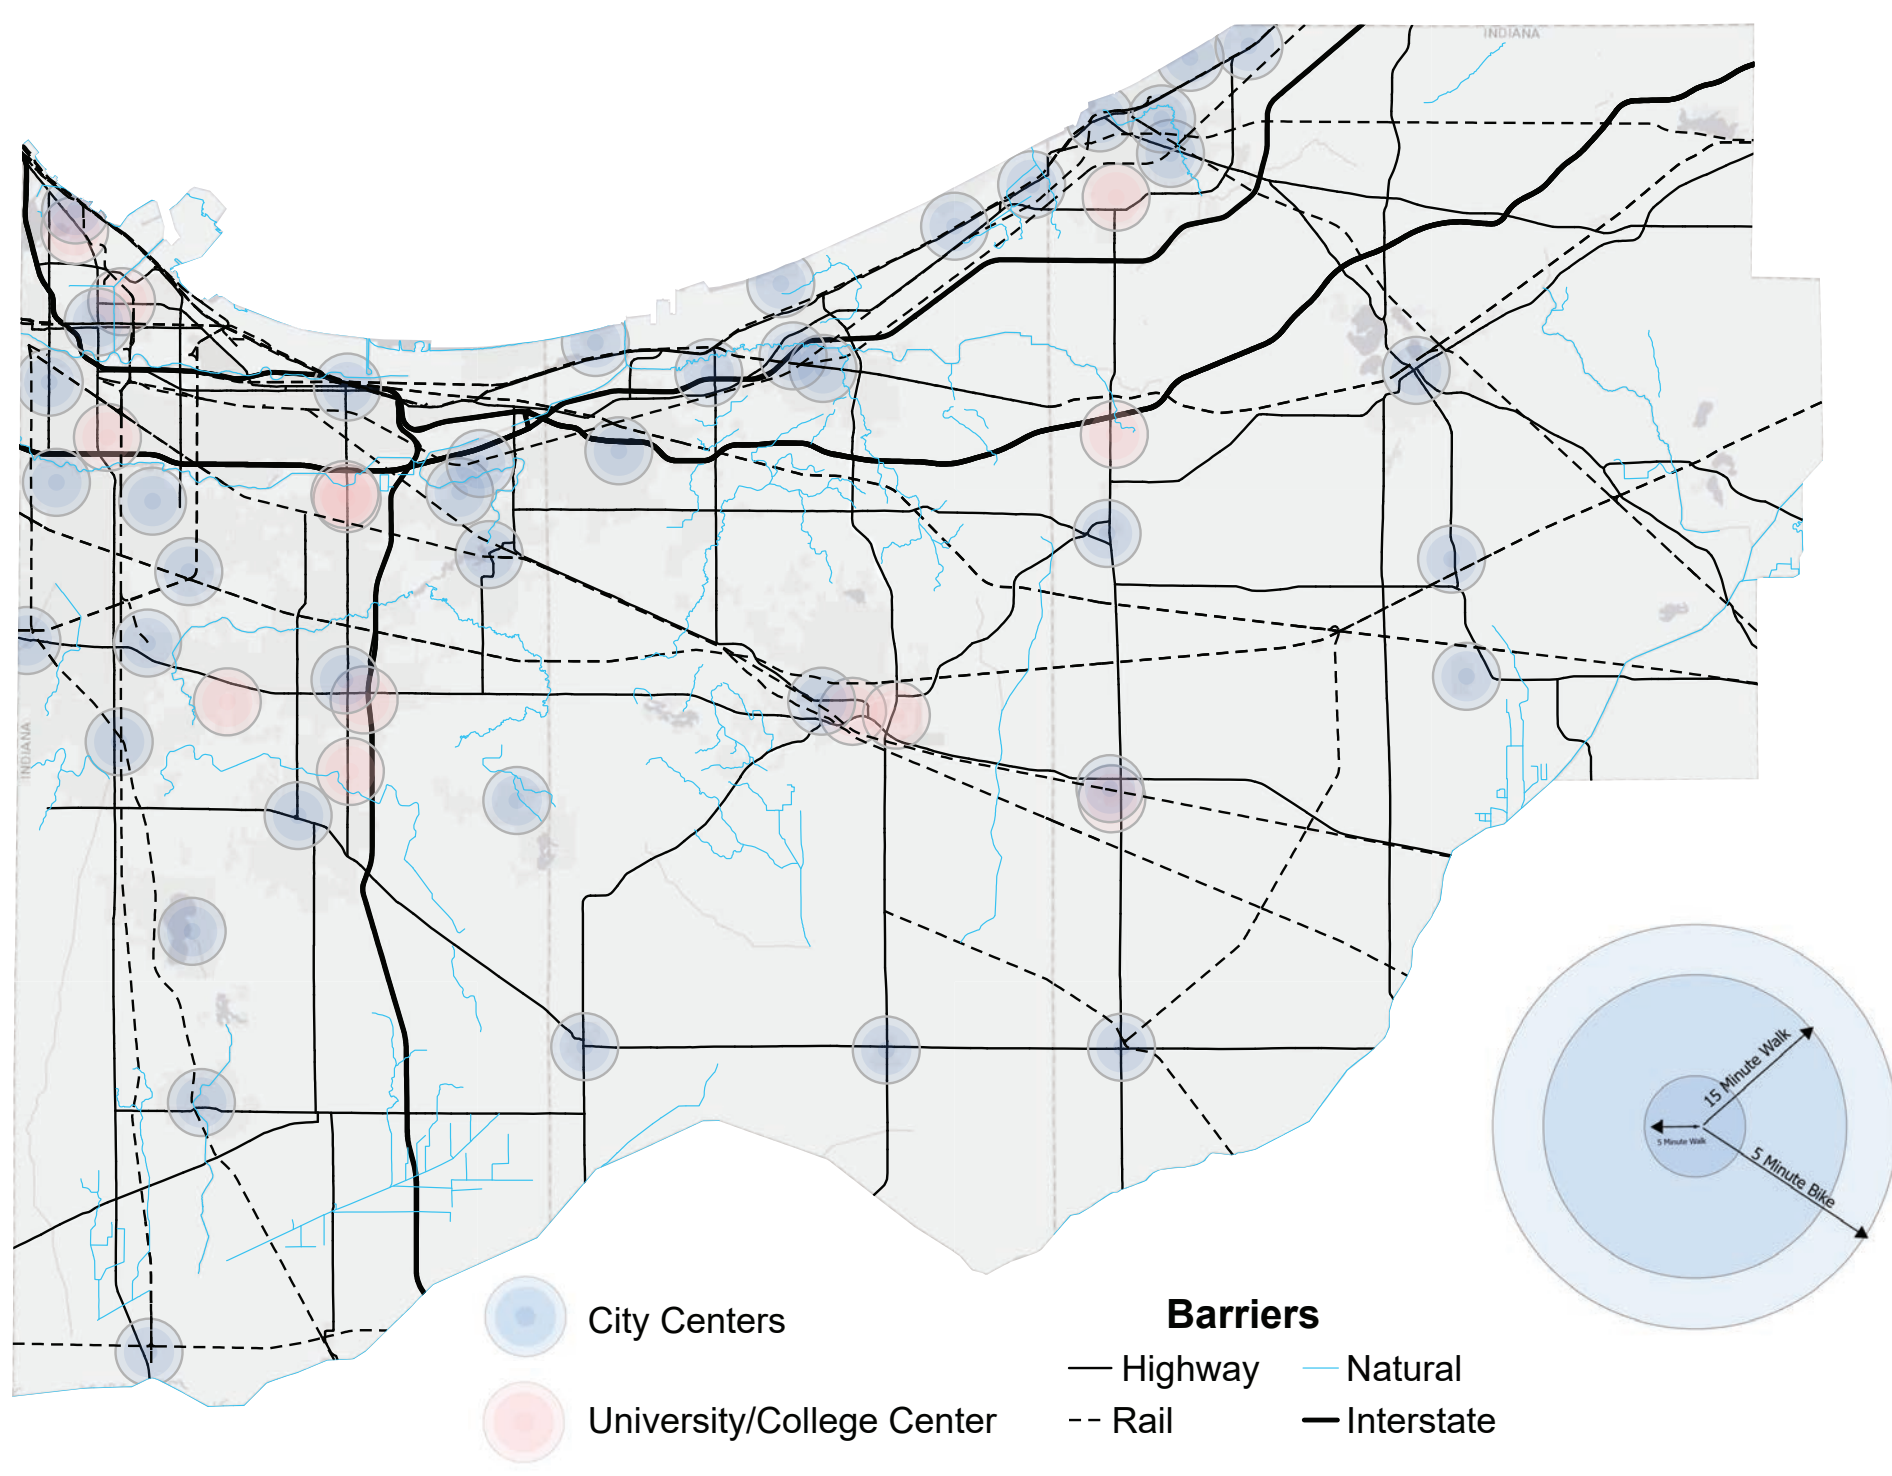 INDIANA
INDIANA
15 Minute Walk
5 Minute Walk
5 Minute Bike
City Centers
University/College Center
Barriers
Highway
Natural
Rail
Interstate